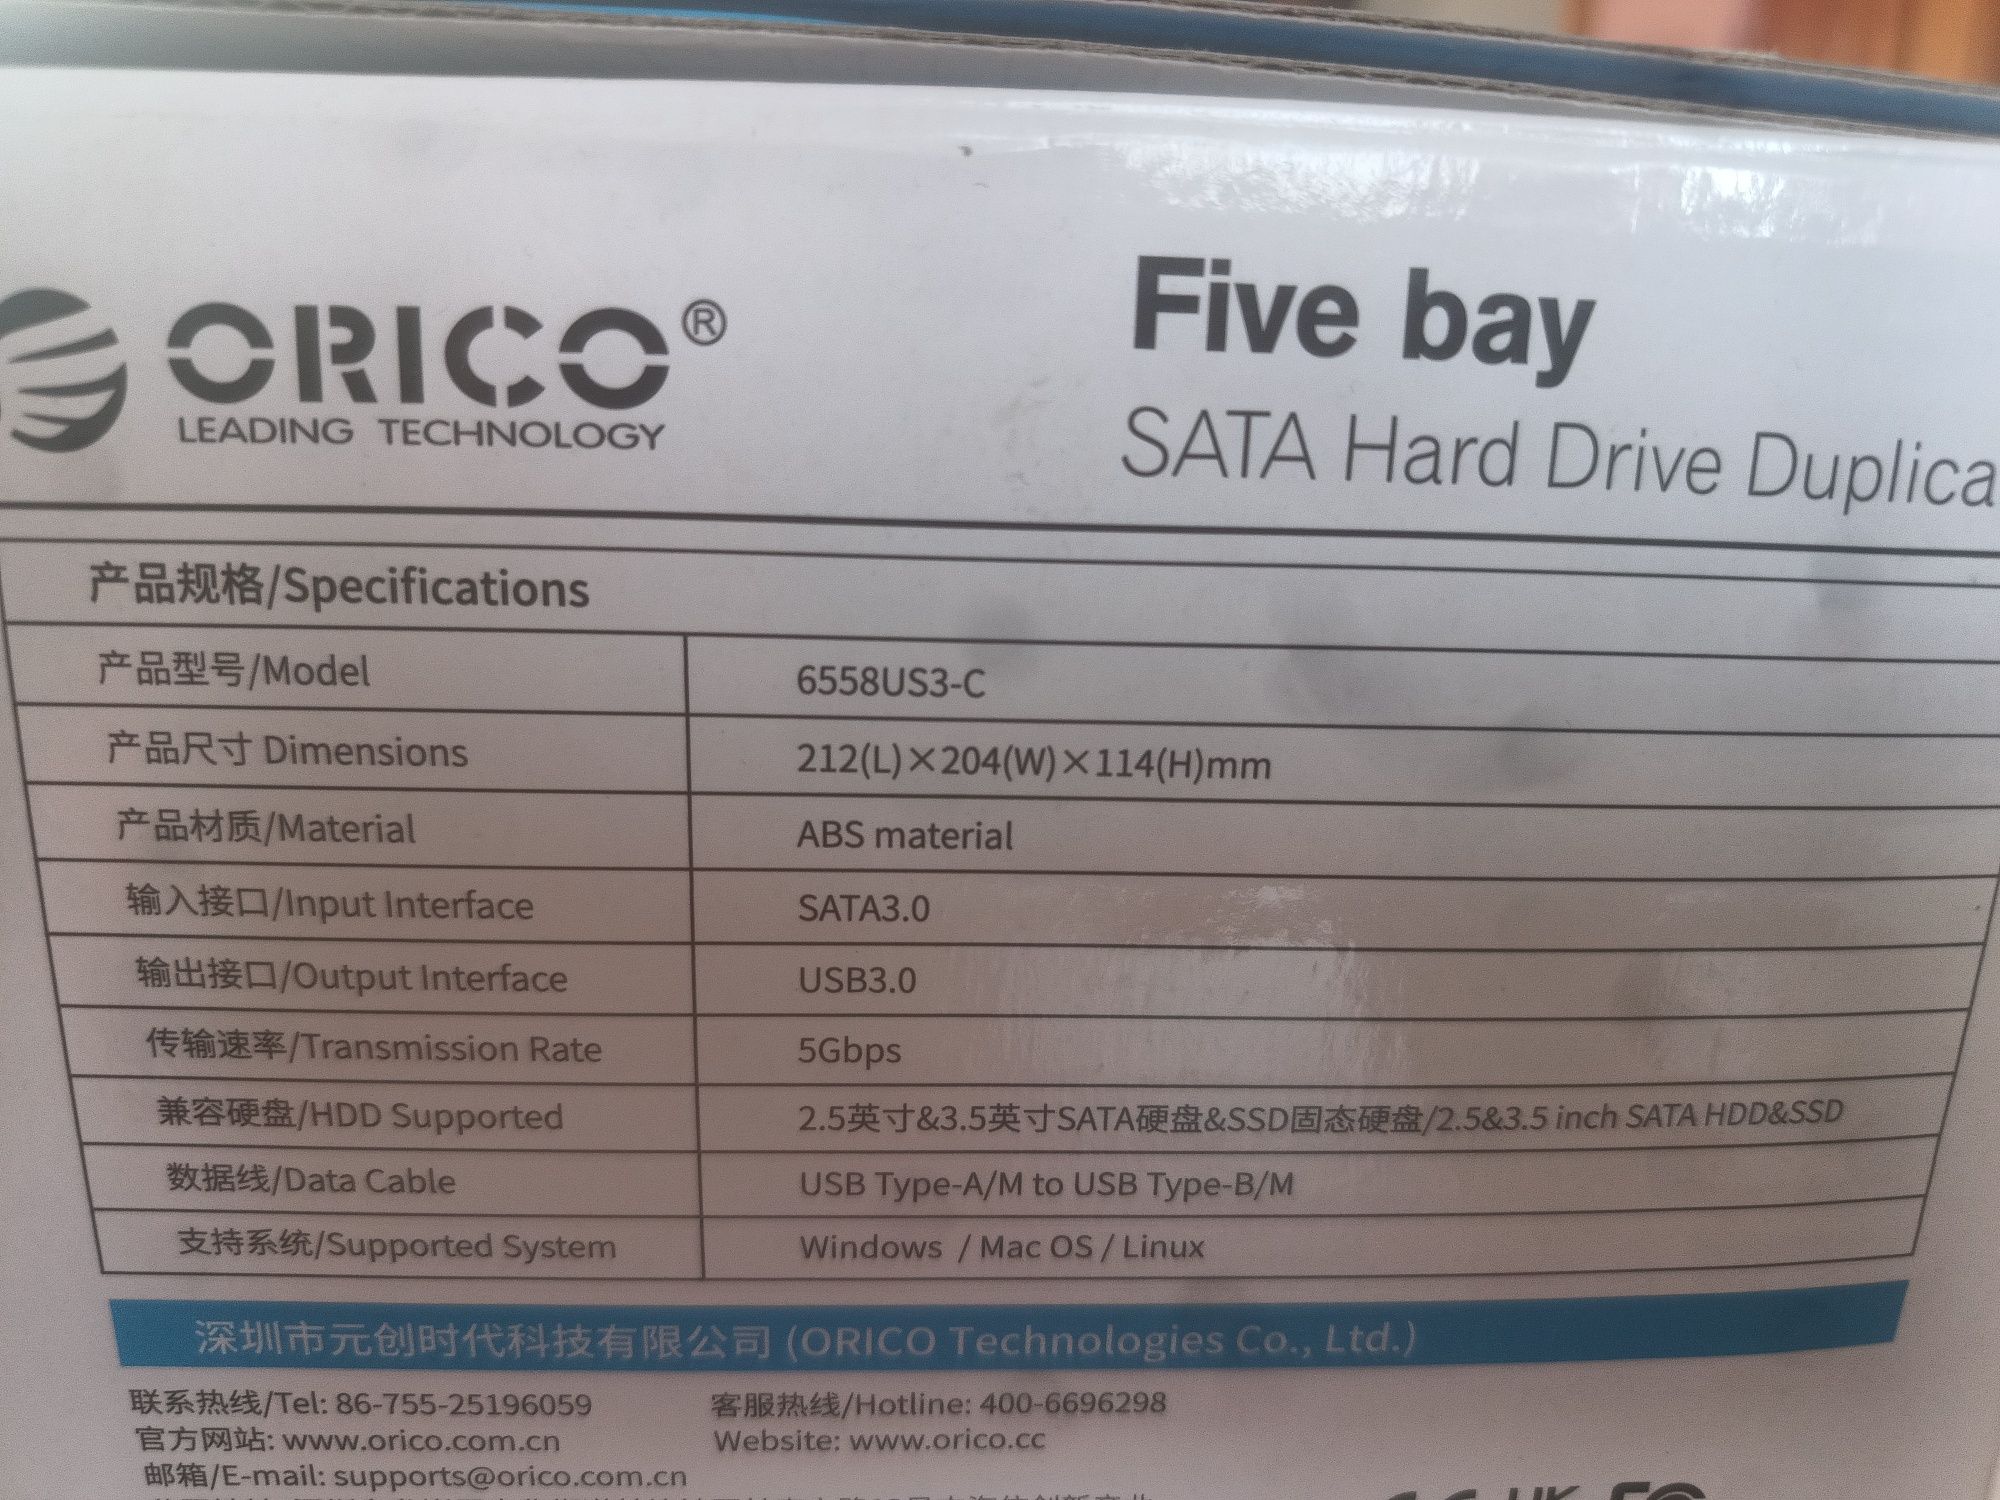 ORICO®
LEADING TECHNOLOGY
Five bay
SATA Hard Drive Duplica
产品规格/Specifications
产品型号/Model 6558US3-C
产品尺寸 Dimensions 212(L)×204(W)×114(H)mm
产品材质/Material ABS material
输入接口/Input Interface SATA3.0
输出接口/Output Interface USB3.0
传输速率/Transmission Rate 5Gbps
兼容硬盘/HDD Supported 2.5英寸&3.5英寸SATA硬盘&SSD固态硬盘/2.5&3.5 inch SATA HDD&SSD
数据线/Data Cable USB Type-A/M to USB Type-B/M
支持系统/Supported System Windows / Mac OS / Linux
深圳市元创时代科技有限公司 (ORICO Technologies Co., Ltd.)
联系热线/Tel: 86-755-25196059 客服热线/Hotline: 400-6696298
官方网站: www.orico.com.cn Website: www.orico.cc
邮箱/E-mail: supports@orico.com.cn